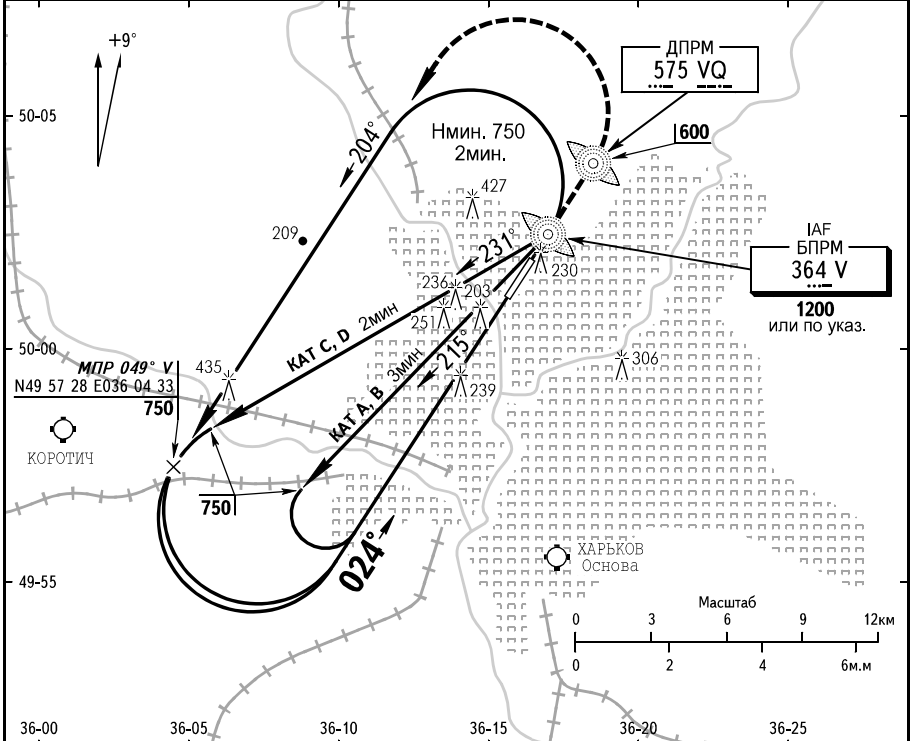 +9°
ДПРМ
575 VQ
50-05
204°
Нмин. 750
2мин.
600
427
209
231°
IAF
БПРМ
364 V
1200
или по указ.
230
236
203
251
КАТ C, D 2мин
50-00
МПР 049° V
N49 57 28 E036 04 33
750
435
КАТ A, B 3мин
215°
306
239
КОРОТИЧ
750
024°
ХАРЬКОВ
Основа
49-55
Масштаб
0 3 6 9 12км
0 2 4 6м.м
36-00 36-05 36-10 36-15 36-20 36-25